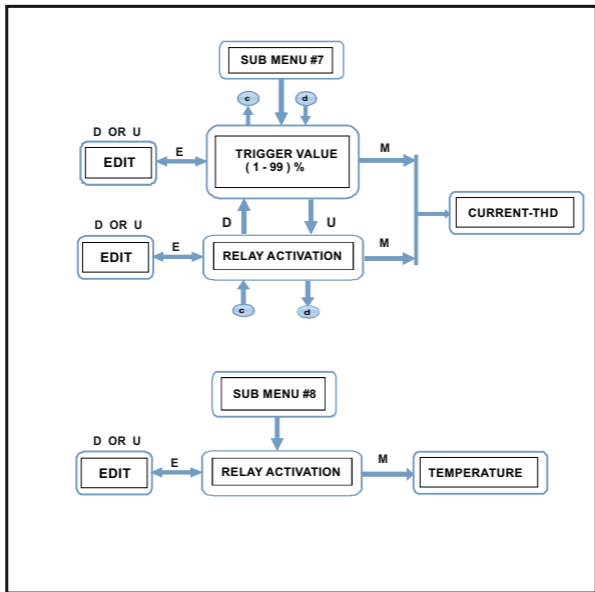 SUB MENU #7
c
d
D OR U
EDIT
E
TRIGGER VALUE
( 1 - 99 ) %
M
D
U
CURRENT-THD
D OR U
EDIT
E
RELAY ACTIVATION
M
c
d
SUB MENU #8
D OR U
EDIT
E
RELAY ACTIVATION
M
TEMPERATURE